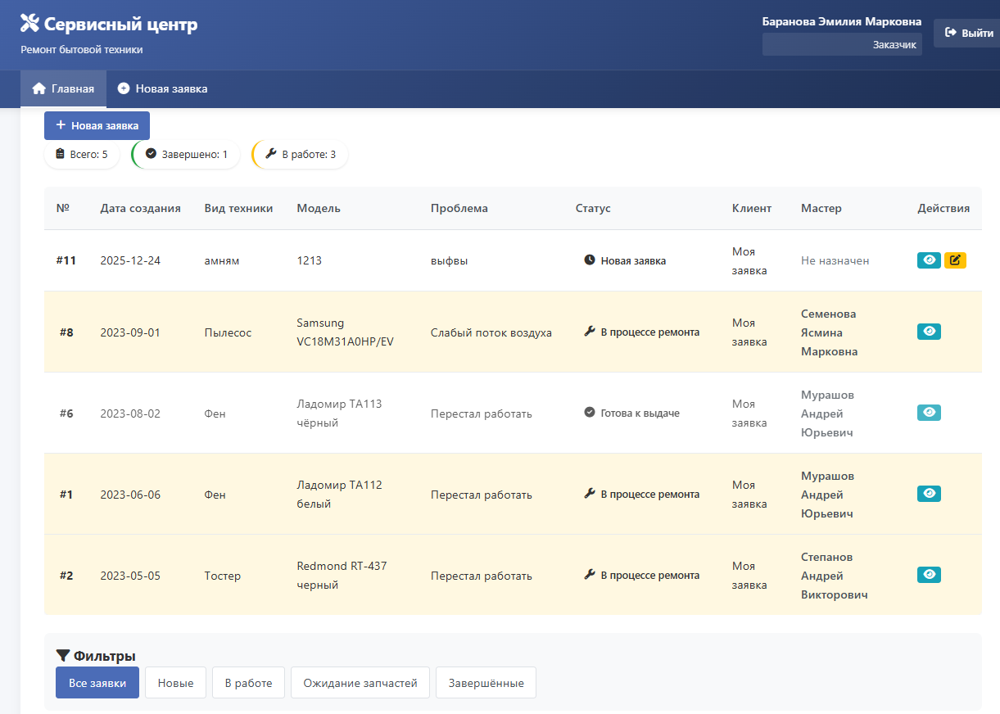 Сервисный центр
Ремонт бытовой техники
Баранова Эмилия Марковна
Заказчик
Выйти
Главная
Новая заявка
Новая заявка
Всего: 5
Завершено: 1
В работе: 3
№ Дата создания Вид техники Модель Проблема Статус Клиент Мастер Действия
#11 2025-12-24 амням 1213 выфвы Новая заявка Моя заявка Не назначен
#8 2023-09-01 Пылесос Samsung VC18M31A0HP/EV Слабый поток воздуха В процессе ремонта Моя заявка Семенова Ясмина Марковна
#6 2023-08-02 Фен Ладомир ТА113 чёрный Перестал работать Готова к выдаче Моя заявка Мурашов Андрей Юрьевич
#1 2023-06-06 Фен Ладомир ТА112 белый Перестал работать В процессе ремонта Моя заявка Мурашов Андрей Юрьевич
#2 2023-05-05 Тостер Redmond RT-437 черный Перестал работать В процессе ремонта Моя заявка Степанов Андрей Викторович
Фильтры
Все заявки
Новые
В работе
Ожидание запчастей
Завершённые